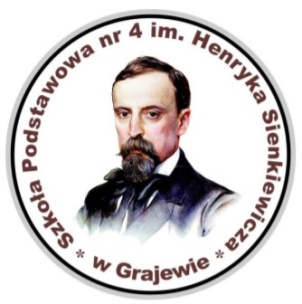 Szkoła Podstawowa nr 4 im. Henryka Sienkiewicza
* w Grajewie *